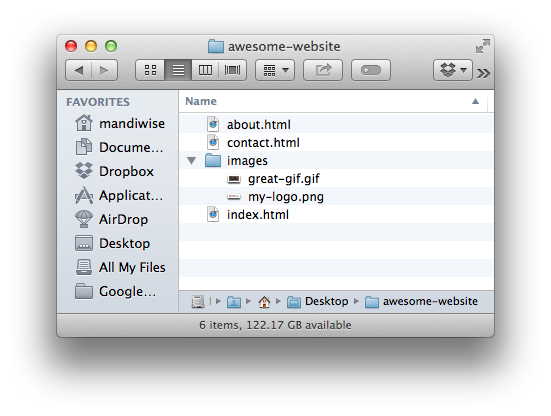 awesome-website
FAVORITES
mandiwise
Docume...
Dropbox
Applicat...
AirDrop
Desktop
All My Files
Google...
Name
about.html
contact.html
images
great-gif.gif
my-logo.png
index.html
Desktop
awesome-website
6 items, 122.17 GB available